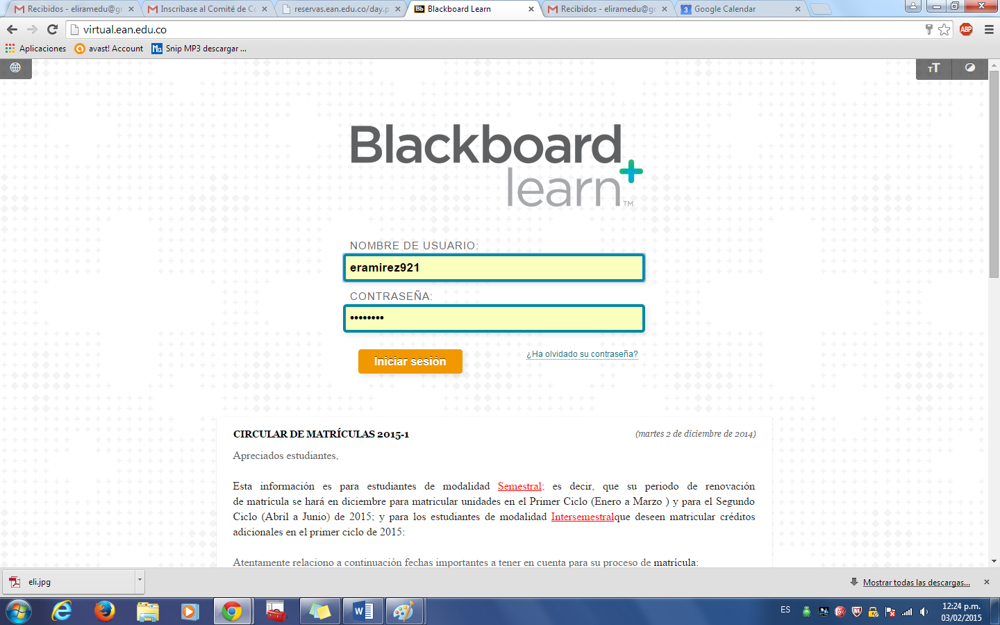 Recibidos - eliramedu@gr
Inscríbase al Comité de Co
reservas.ean.edu.co/day.p
Blackboard Learn
Recibidos - eliramedu@gr
Google Calendar
virtual.ean.edu.co
ABP
Aplicaciones
avast! Account
Snip MP3 descargar ...
TT
Blackboard
learn™
NOMBRE DE USUARIO:
eramirez921
CONTRASEÑA:
••••••••
Iniciar sesión
¿Ha olvidado su contraseña?
CIRCULAR DE MATRÍCULAS 2015-1
(martes 2 de diciembre de 2014)
Apreciados estudiantes,
Esta información es para estudiantes de modalidad Semestral; es decir, que su periodo de renovación
de matrícula se hará en diciembre para matricular unidades en el Primer Ciclo (Enero a Marzo ) y para el Segundo
Ciclo (Abril a Junio) de 2015; y para los estudiantes de modalidad Intersemestralque deseen matricular créditos
adicionales en el primer ciclo de 2015:
Atentamente relaciono a continuación fechas importantes a tener en cuenta para su proceso de matrícula:
eli.jpg
Mostrar todas las descargas...
ES
12:24 p.m.
03/02/2015